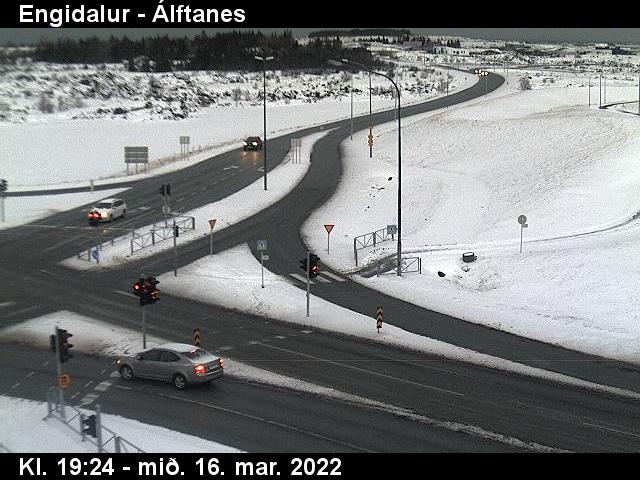 Engidalur - Álftanes
Kl. 19:24 - mið. 16. mar. 2022